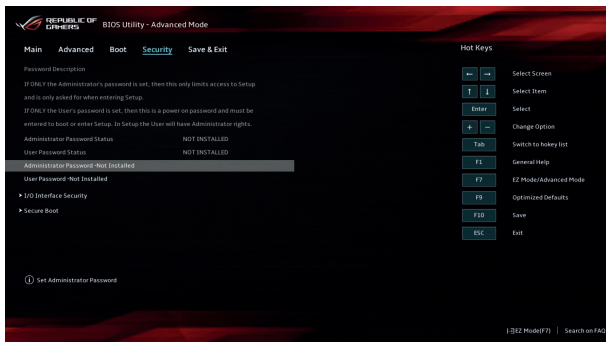 REPUBLIC OF
GAMERS
BIOS Utility - Advanced Mode
Main Advanced Boot Security Save & Exit
Password Description
If ONLY the Administrator's password is set, then this only limits access to Setup
and is only asked for when entering Setup.
If ONLY the User's password is set, then this is a power on password and must be
entered to boot or enter Setup. In Setup the User will have Administrator rights.
Administrator Password Status NOT INSTALLED
User Password Status NOT INSTALLED
Administrator Password -Not Installed
User Password -Not Installed
> I/O Interface Security
> Secure Boot
Set Administrator Password
Hot Keys
← → Select Screen
↑ ↓ Select Item
Enter Select
+ − Change Option
Tab Switch to hokey list
F1 General Help
F7 EZ Mode/Advanced Mode
F9 Optimized Defaults
F10 Save
ESC Exit
EZ Mode(F7) | Search on FAQ